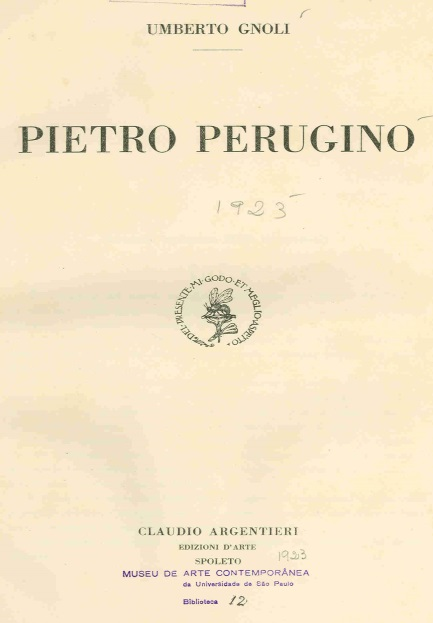 UMBERTO GNOLI
PIETRO PERUGINO
1923
DEL·PRESENTE·MI·GODO·ET·MEGLIO·ASPETTO
CLAUDIO ARGENTIERI
EDIZIONI D'ARTE
SPOLETO
1923
MUSEU DE ARTE CONTEMPORÂNEA
da Universidade de São Paulo
Biblioteca 12·